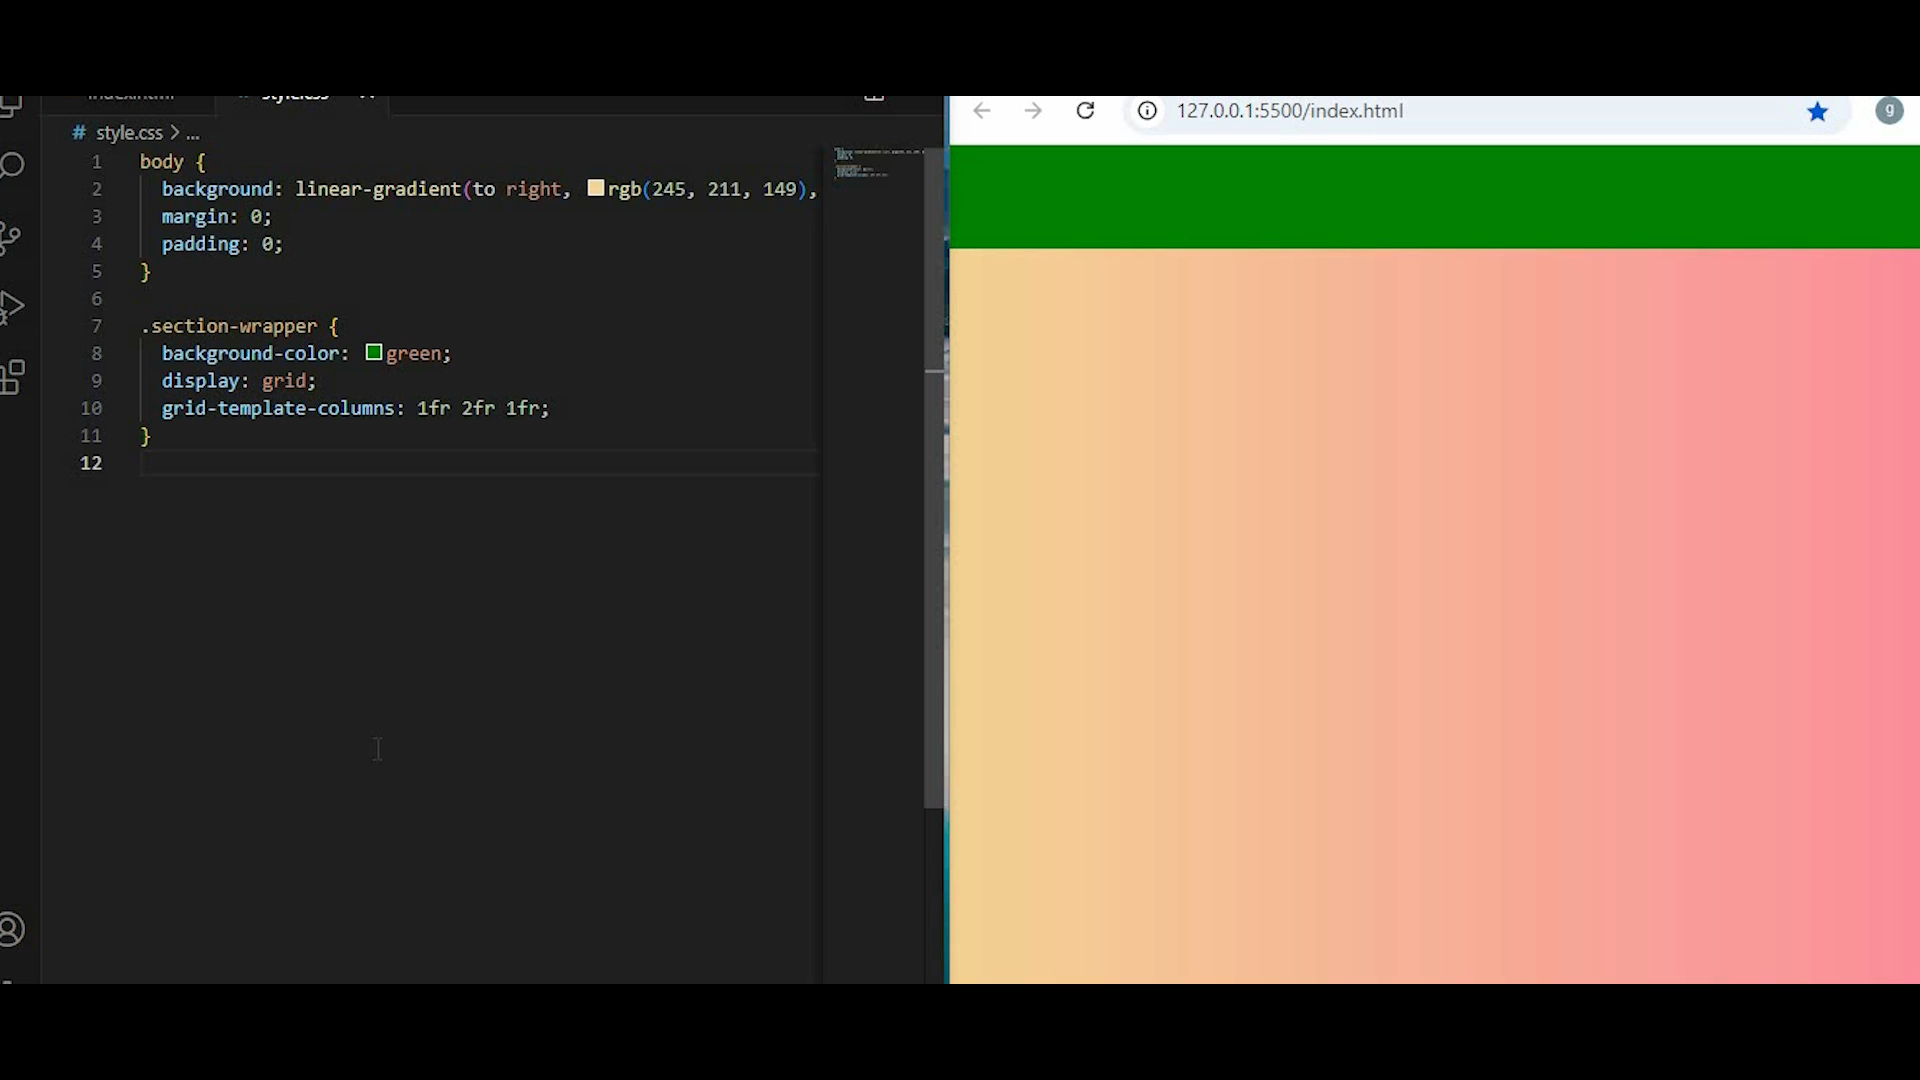 style.css
# style.css > ...
1 body {
2 background: linear-gradient(to right, rgb(245, 211, 149),
3 margin: 0;
4 padding: 0;
5 }
6
7 .section-wrapper {
8 background-color: green;
9 display: grid;
10 grid-template-columns: 1fr 2fr 1fr;
11 }
12
127.0.0.1:5500/index.html
g